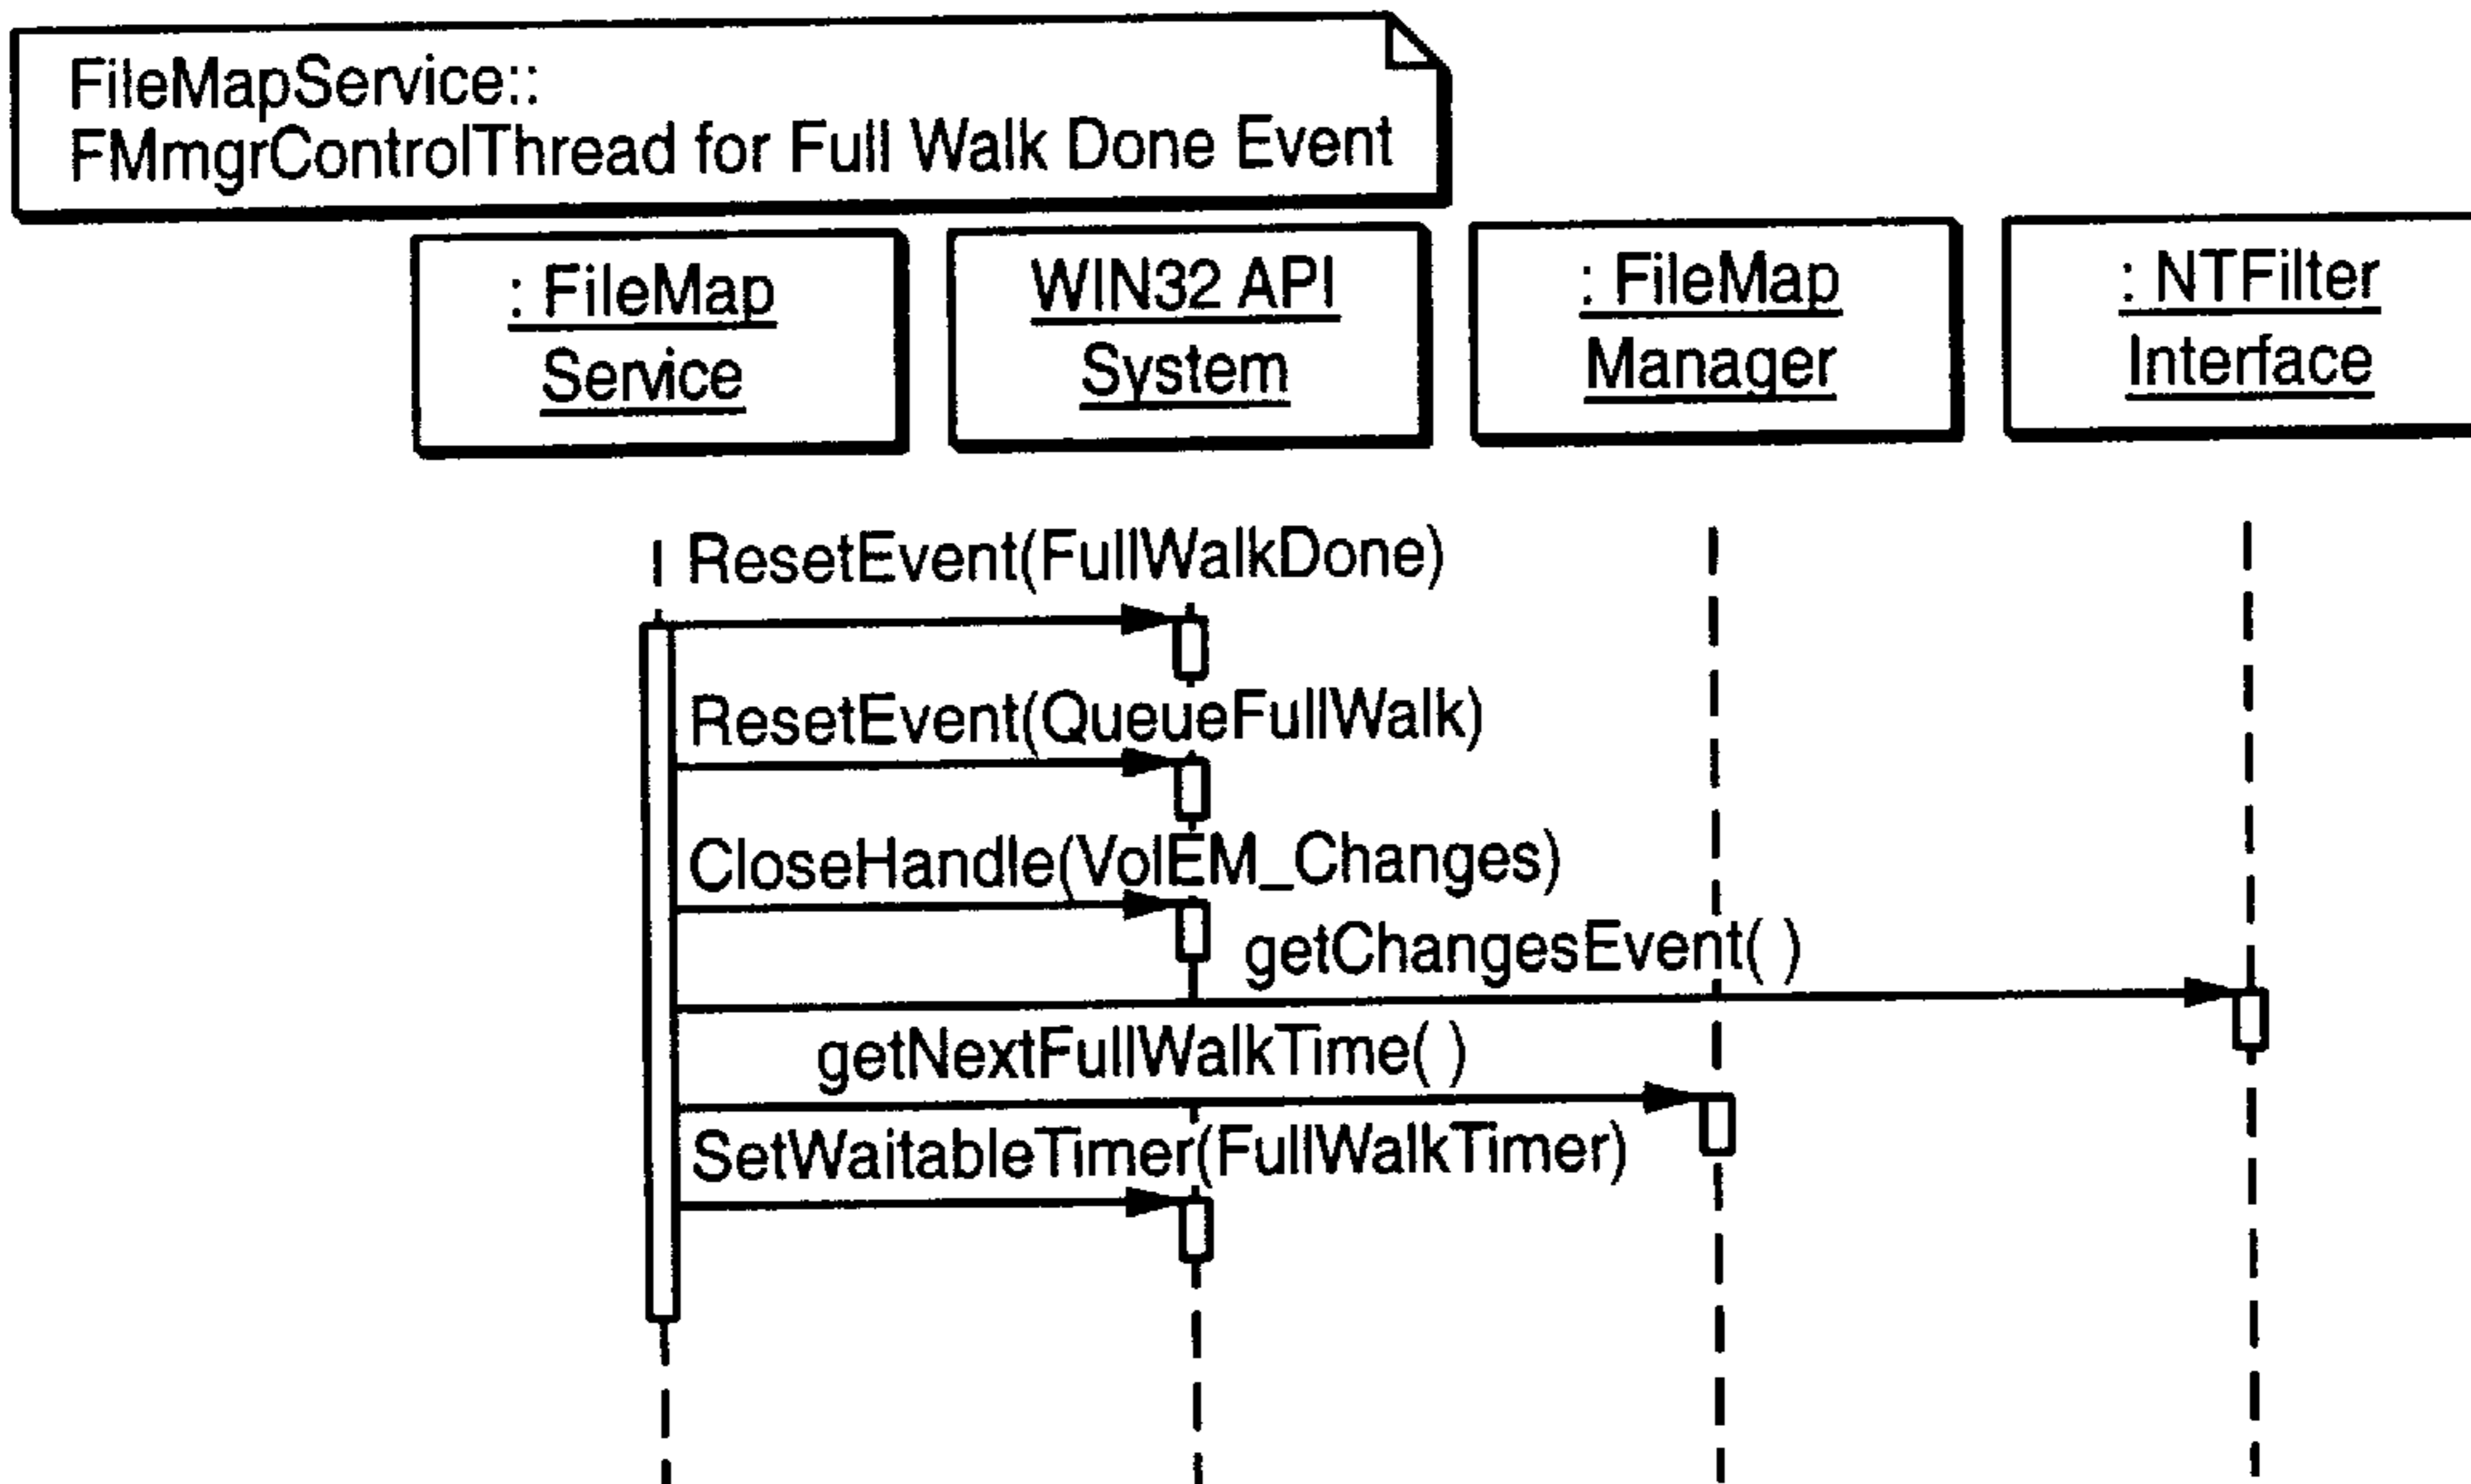 FileMapService::
FMmgrControlThread for Full Walk Done Event
: FileMap
Service
WIN32 API
System
: FileMap
Manager
: NTFilter
Interface
ResetEvent(FullWalkDone)
ResetEvent(QueueFullWalk)
CloseHandle(VolEM_Changes)
getChangesEvent( )
getNextFullWalkTime( )
SetWaitableTimer(FullWalkTimer)